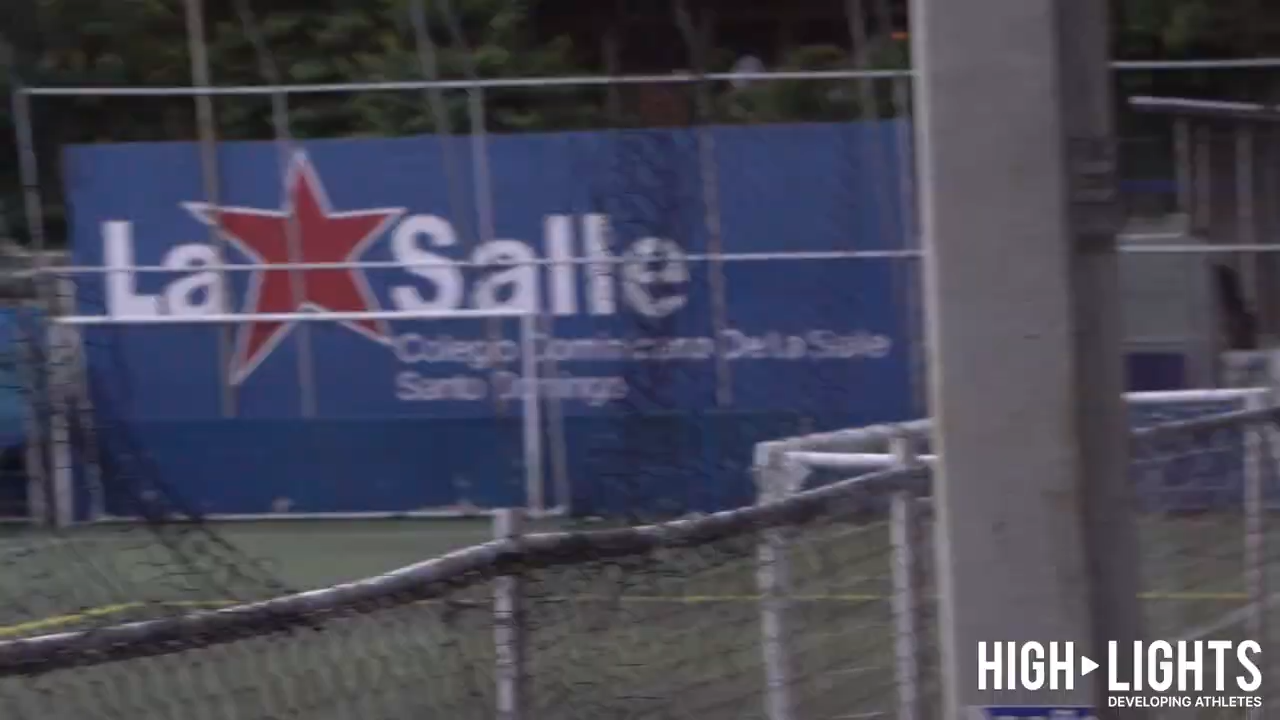 La Salle
Colegio Dominicano De La Salle
Santo Domingo
HIGH LIGHTS
DEVELOPING ATHLETES